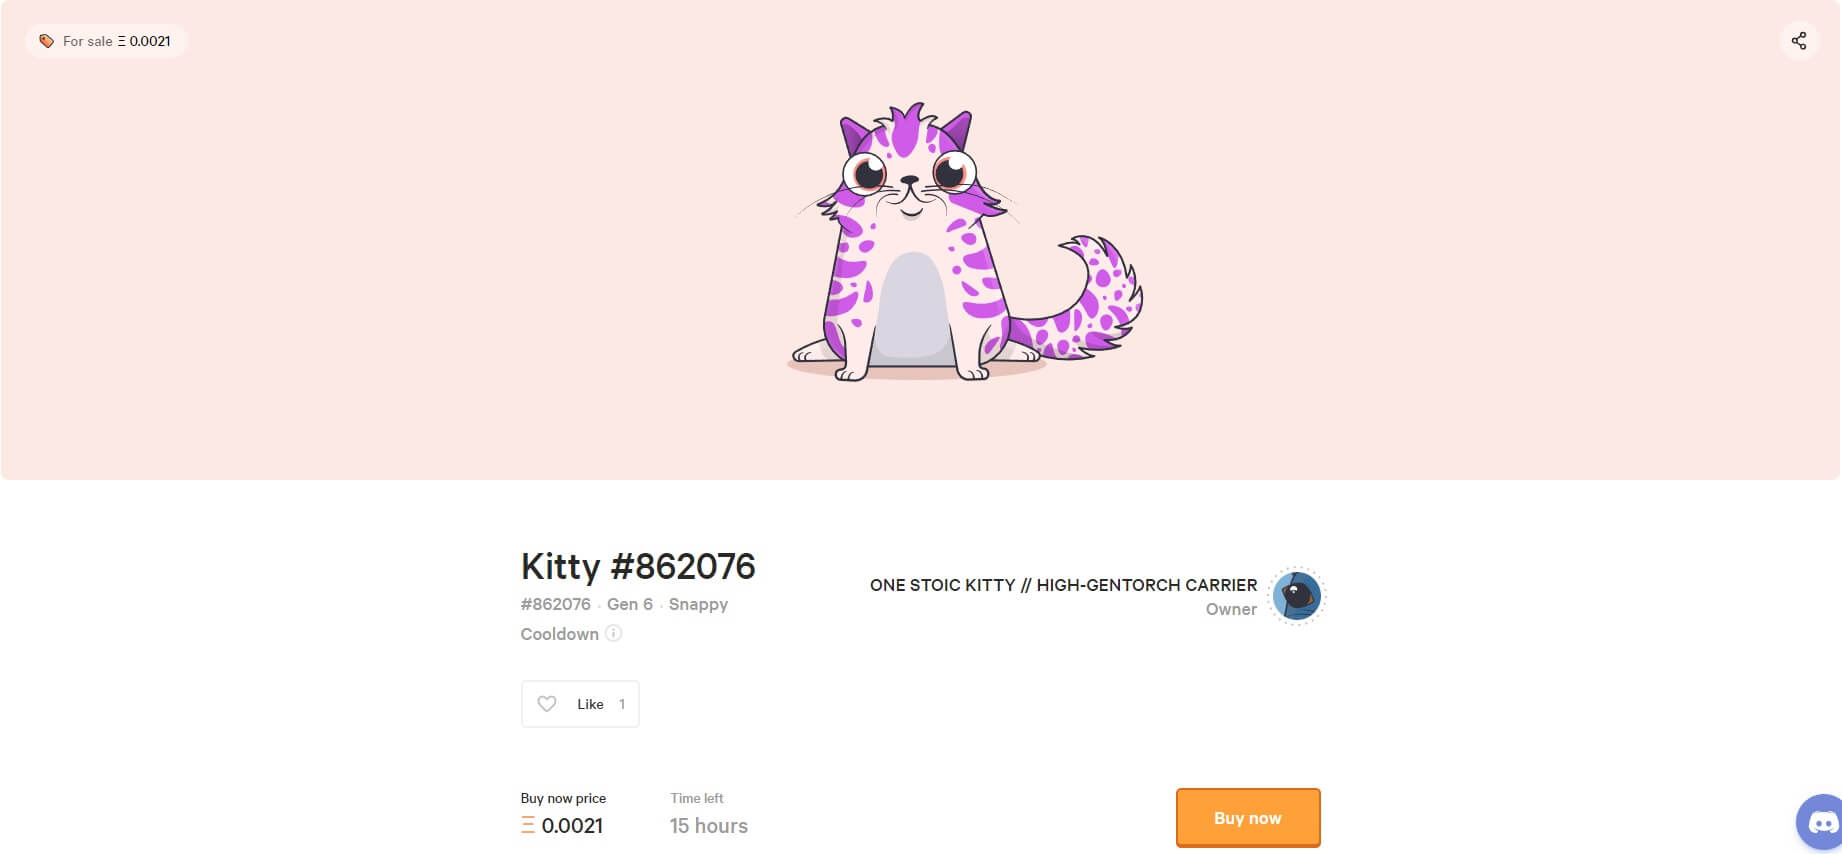 For sale Ξ 0.0021
Kitty #862076
#862076 · Gen 6 · Snappy
Cooldown
ONE STOIC KITTY // HIGH-GENTORCH CARRIER
Owner
Like 1
Buy now price
Ξ 0.0021
Time left
15 hours
Buy now